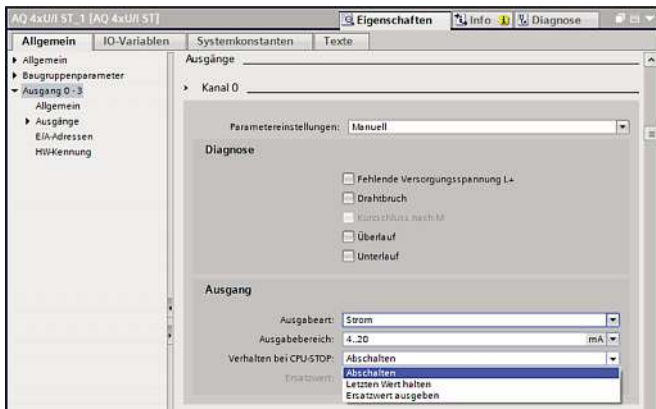 AQ 4xU/I ST_1 [AQ 4xU/I ST]
Eigenschaften Info Diagnose
Allgemein IO-Variablen Systemkonstanten Texte
Allgemein
Baugruppenparameter
Ausgang 0 - 3
Allgemein
Ausgänge
E/A-Adressen
HW-Kennung
Ausgänge
Kanal 0
Parametereinstellungen: Manuell
Diagnose
Fehlende Versorgungsspannung L+
Drahtbruch
Kurzschluss nach M
Überlauf
Unterlauf
Ausgang
Ausgabeart: Strom
Ausgabebereich: 4..20 mA
Verhalten bei CPU-STOP: Abschalten
Abschalten
Letzten Wert halten
Ersatzwert ausgeben
Ersatzwert: